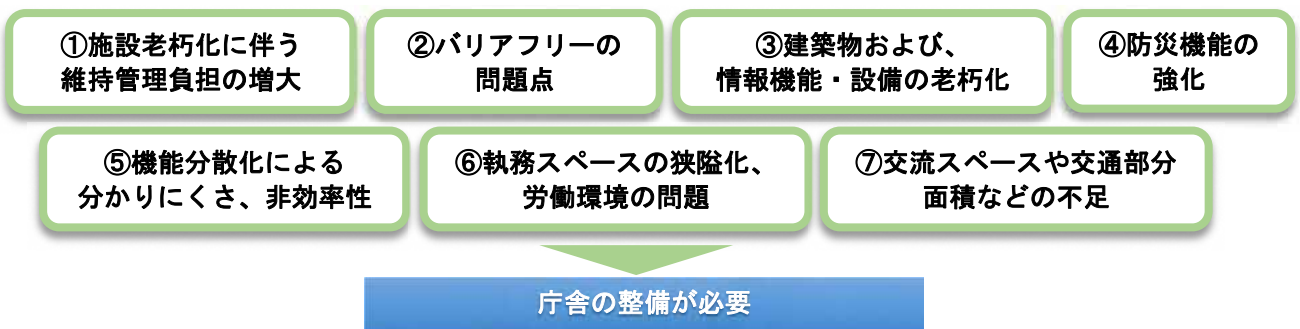 ①施設老朽化に伴う
維持管理負担の増大
②バリアフリーの
問題点
③建築物および、
情報機能・設備の老朽化
④防災機能の
強化
⑤機能分散化による
分かりにくさ、非効率性
⑥執務スペースの狭隘化、
労働環境の問題
⑦交流スペースや交通部分
面積などの不足
庁舎の整備が必要